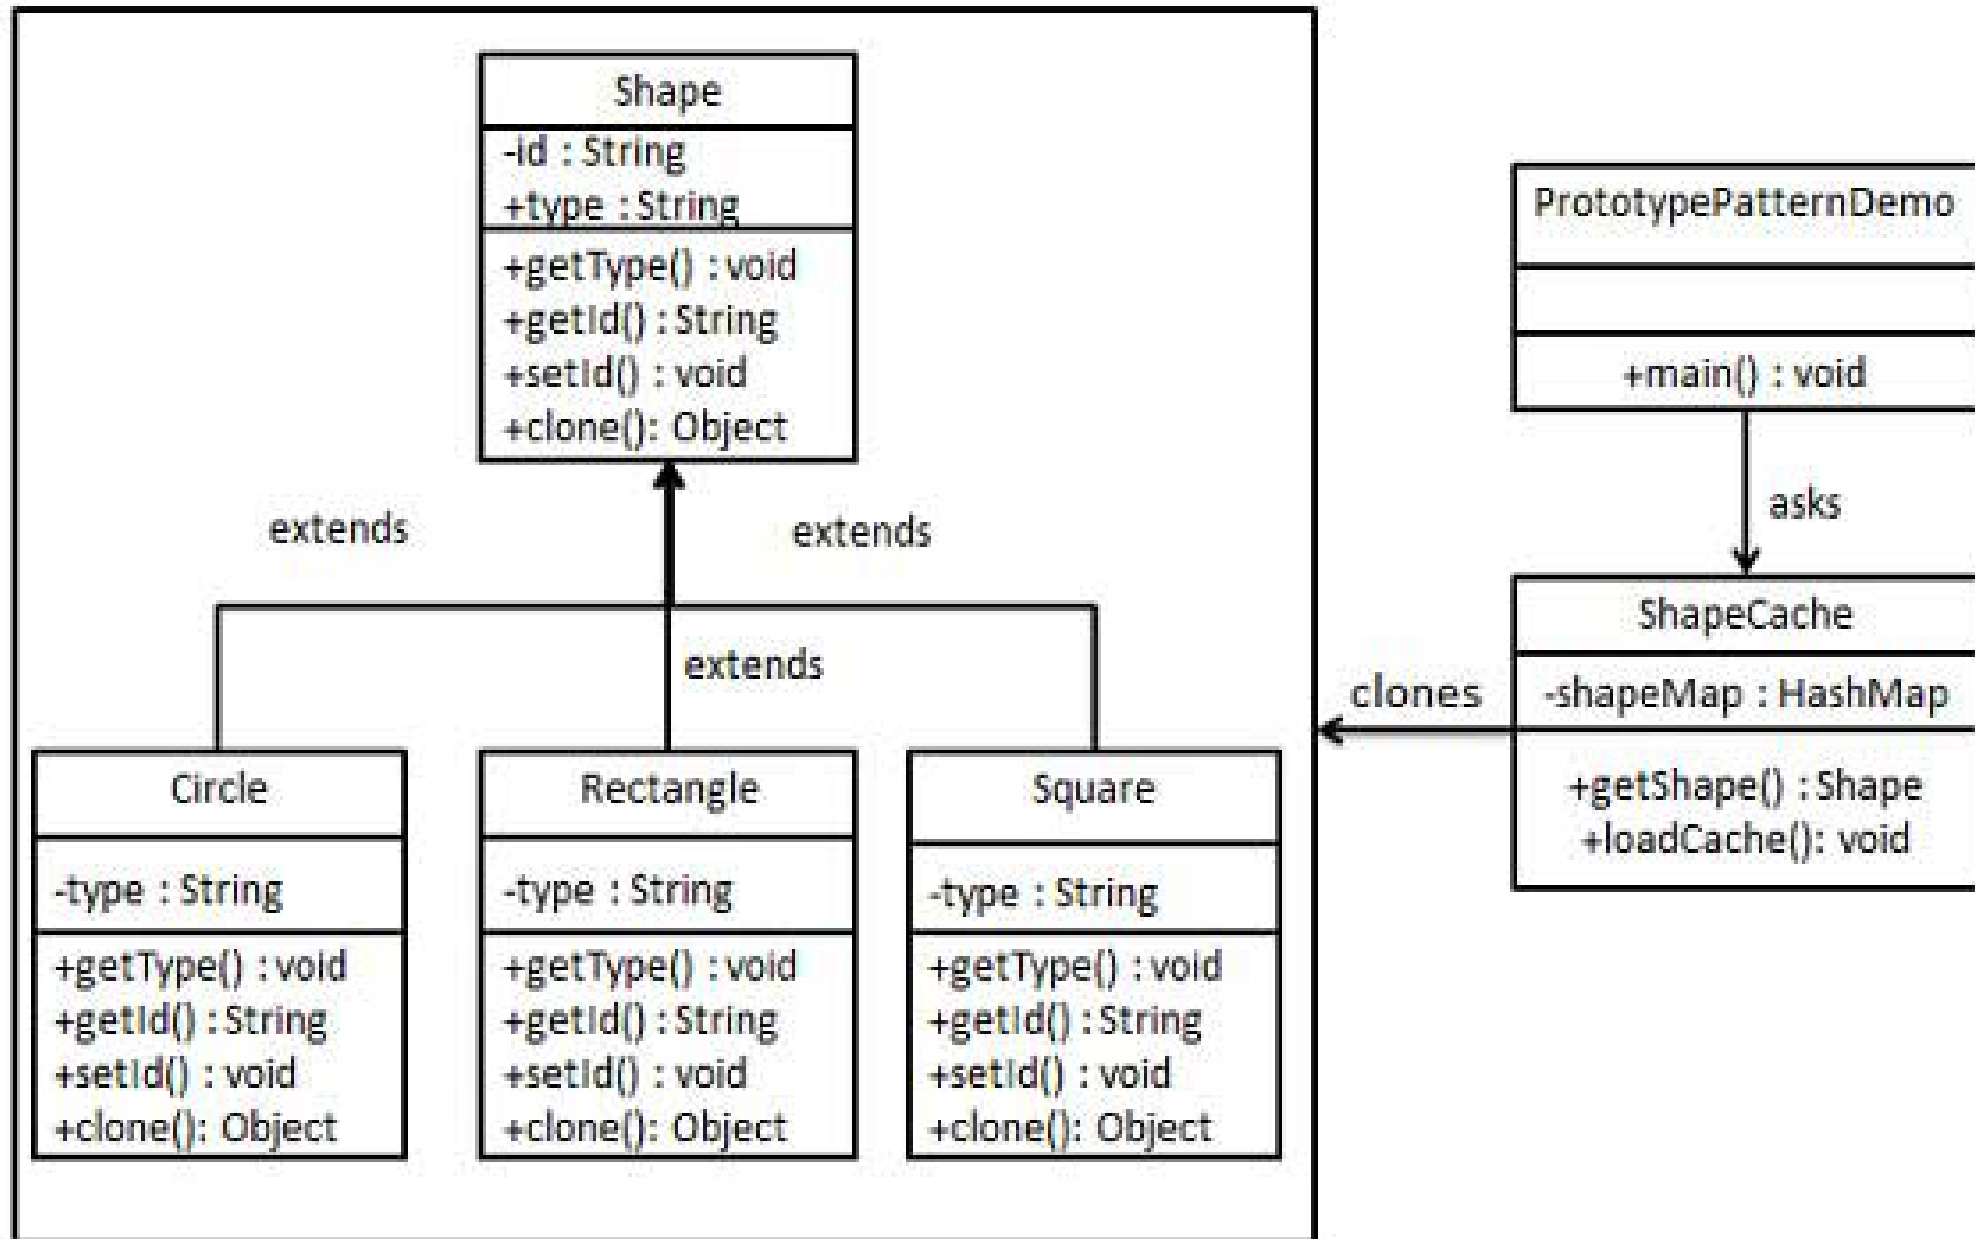 Shape
-id : String
+type : String
+getType() : void
+getId() : String
+setId() : void
+clone(): Object
extends
extends
extends
Circle
-type : String
+getType() : void
+getId() : String
+setId() : void
+clone(): Object
Rectangle
-type : String
+getType() : void
+getId() : String
+setId() : void
+clone(): Object
Square
-type : String
+getType() : void
+getId() : String
+setId() : void
+clone(): Object
PrototypePatternDemo
+main() : void
asks
ShapeCache
-shapeMap : HashMap
+getShape() : Shape
+loadCache(): void
clones